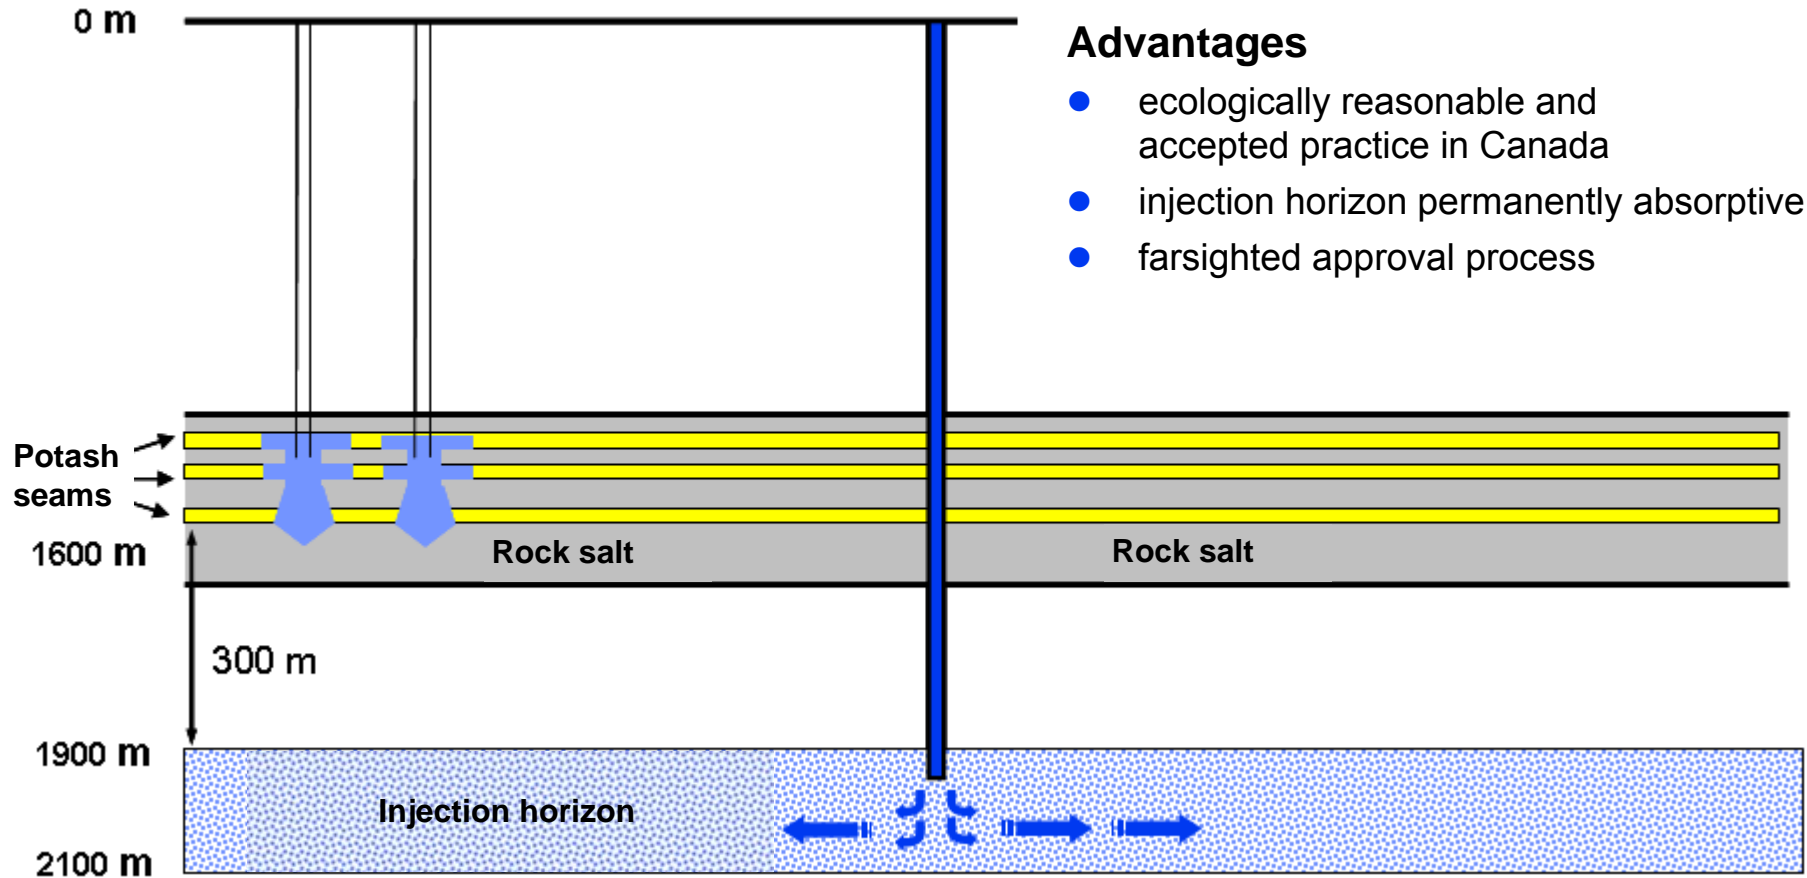 0 m
Advantages
ecologically reasonable and
accepted practice in Canada
injection horizon permanently absorptive
farsighted approval process
Potash
seams
1600 m
Rock salt
Rock salt
300 m
1900 m
Injection horizon
2100 m